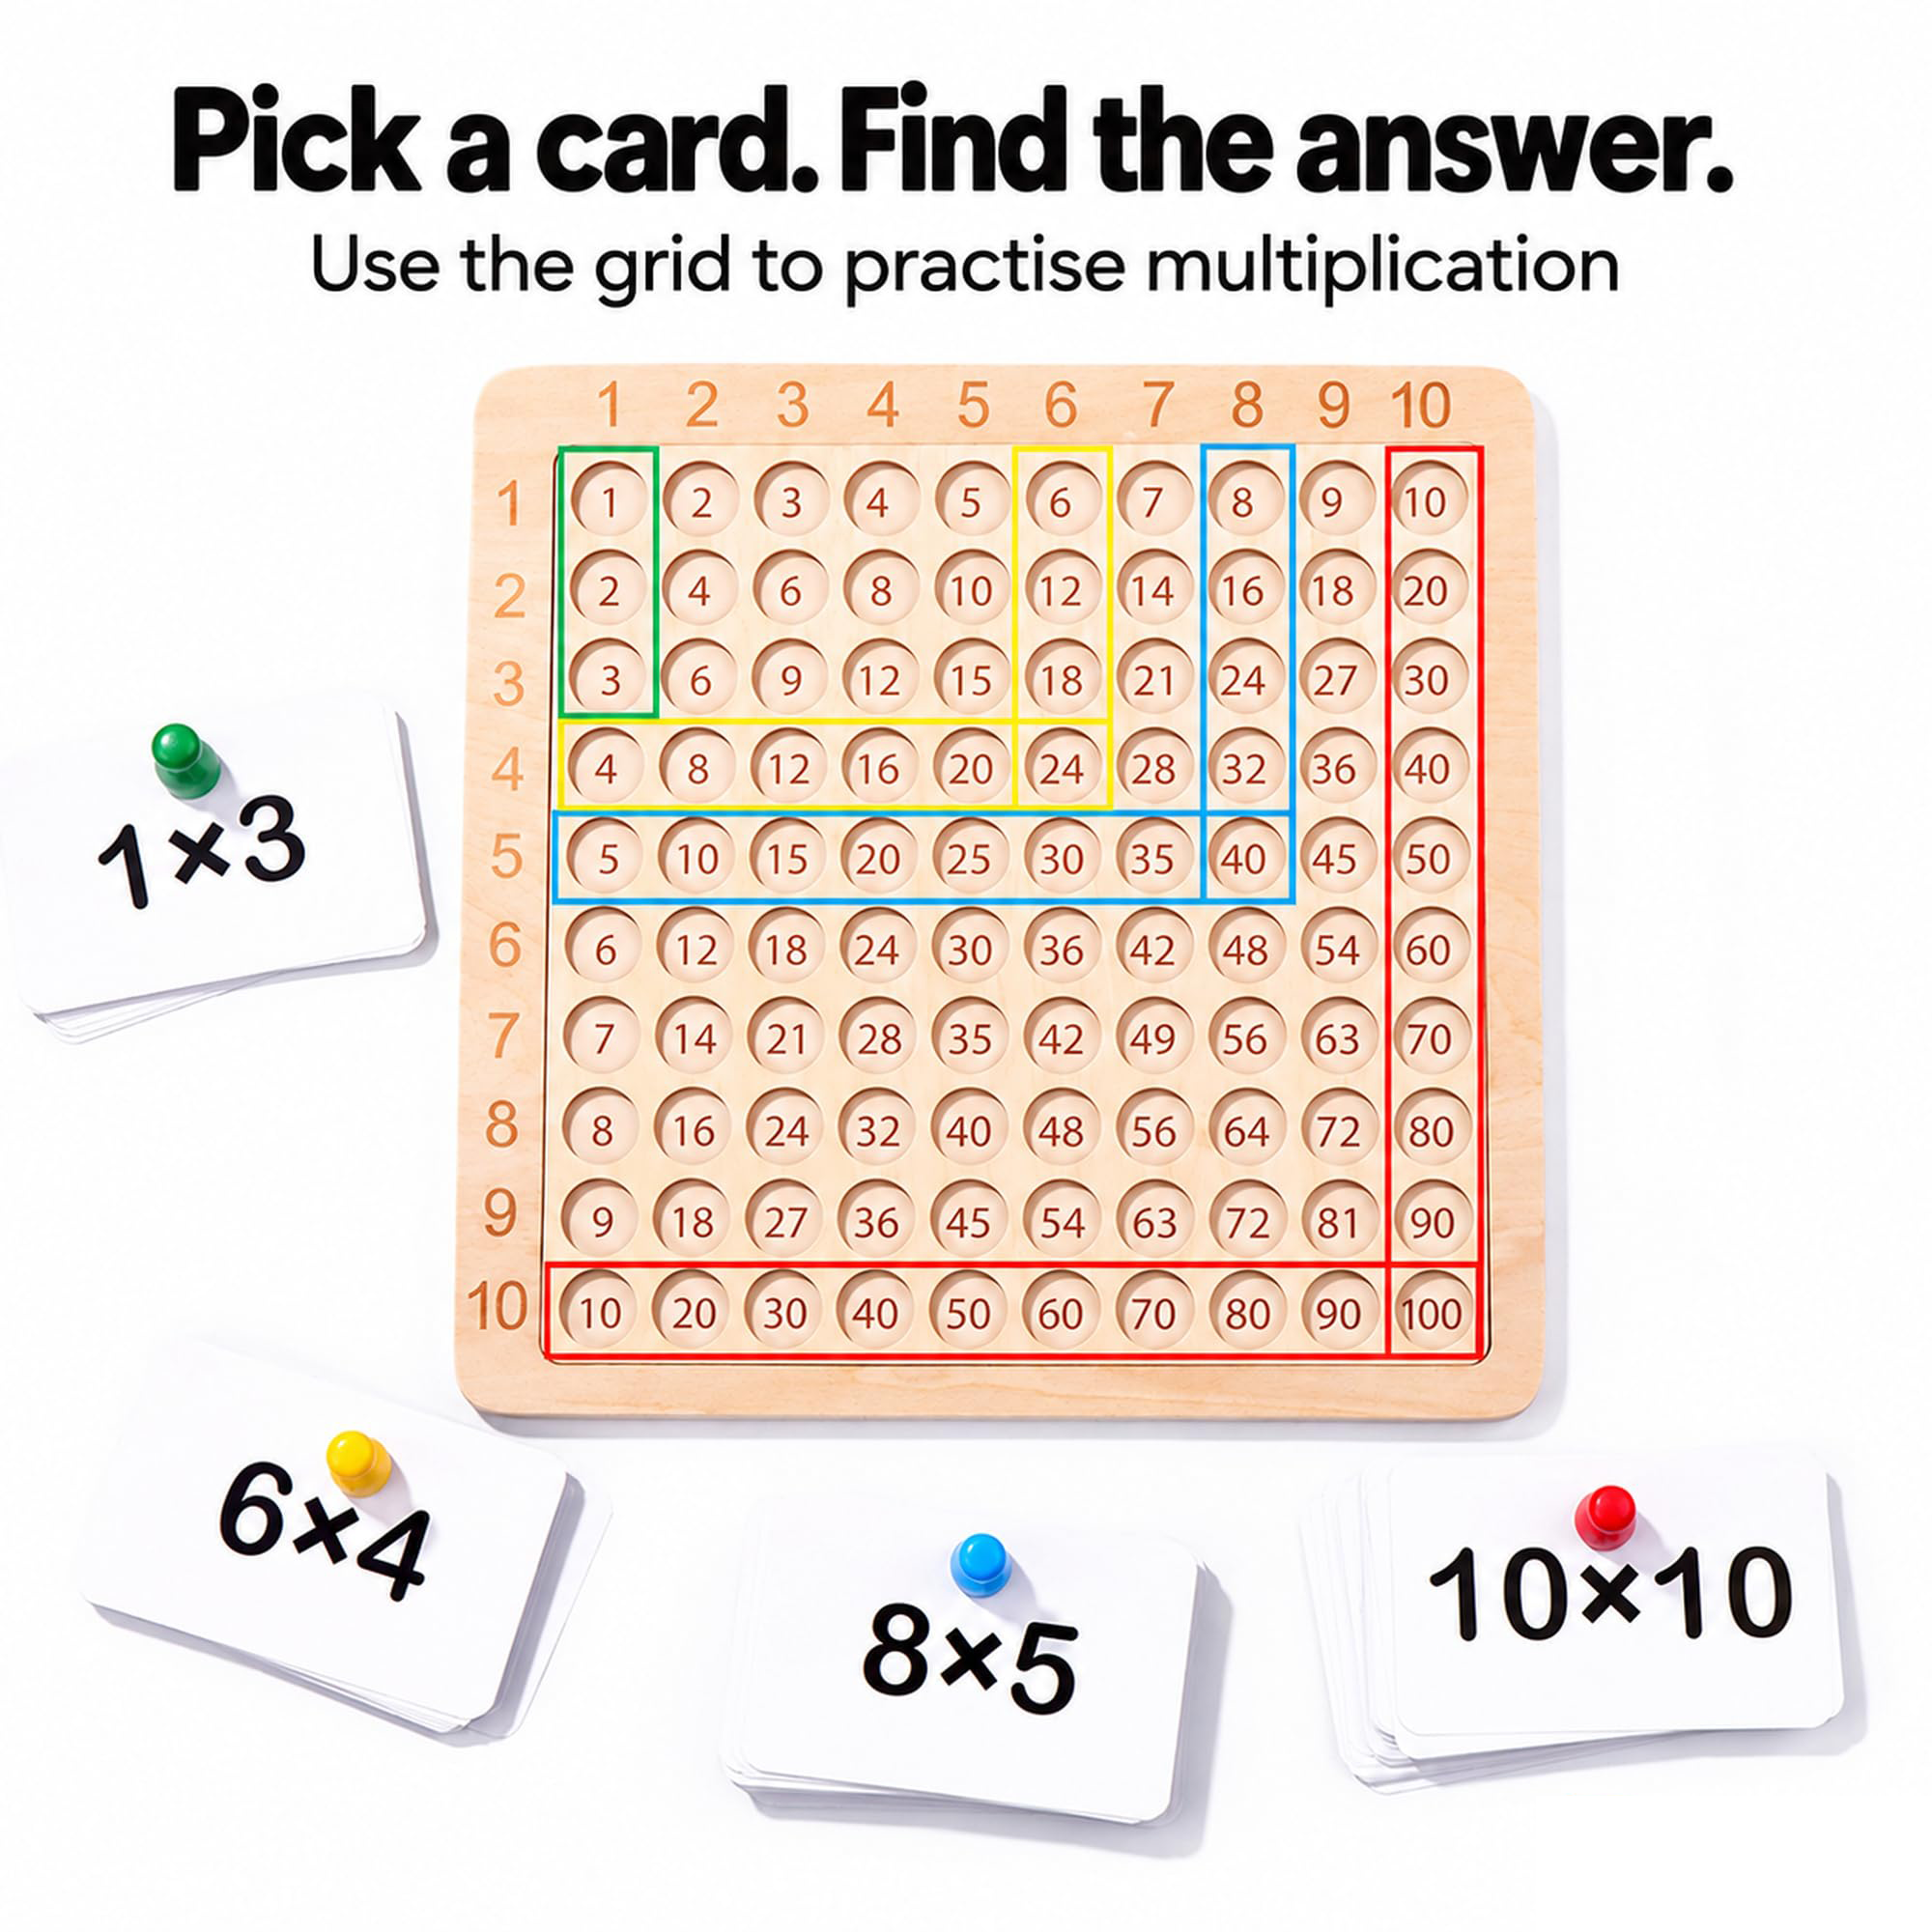 Pick a card. Find the answer.
Use the grid to practise multiplication
1 2 3 4 5 6 7 8 9 10
1 1 2 3 4 5 6 7 8 9 10
2 2 4 6 8 10 12 14 16 18 20
3 3 6 9 12 15 18 21 24 27 30
4 4 8 12 16 20 24 28 32 36 40
5 5 10 15 20 25 30 35 40 45 50
6 6 12 18 24 30 36 42 48 54 60
7 7 14 21 28 35 42 49 56 63 70
8 8 16 24 32 40 48 56 64 72 80
9 9 18 27 36 45 54 63 72 81 90
10 10 20 30 40 50 60 70 80 90 100
1×3
6×4
8×5
10×10